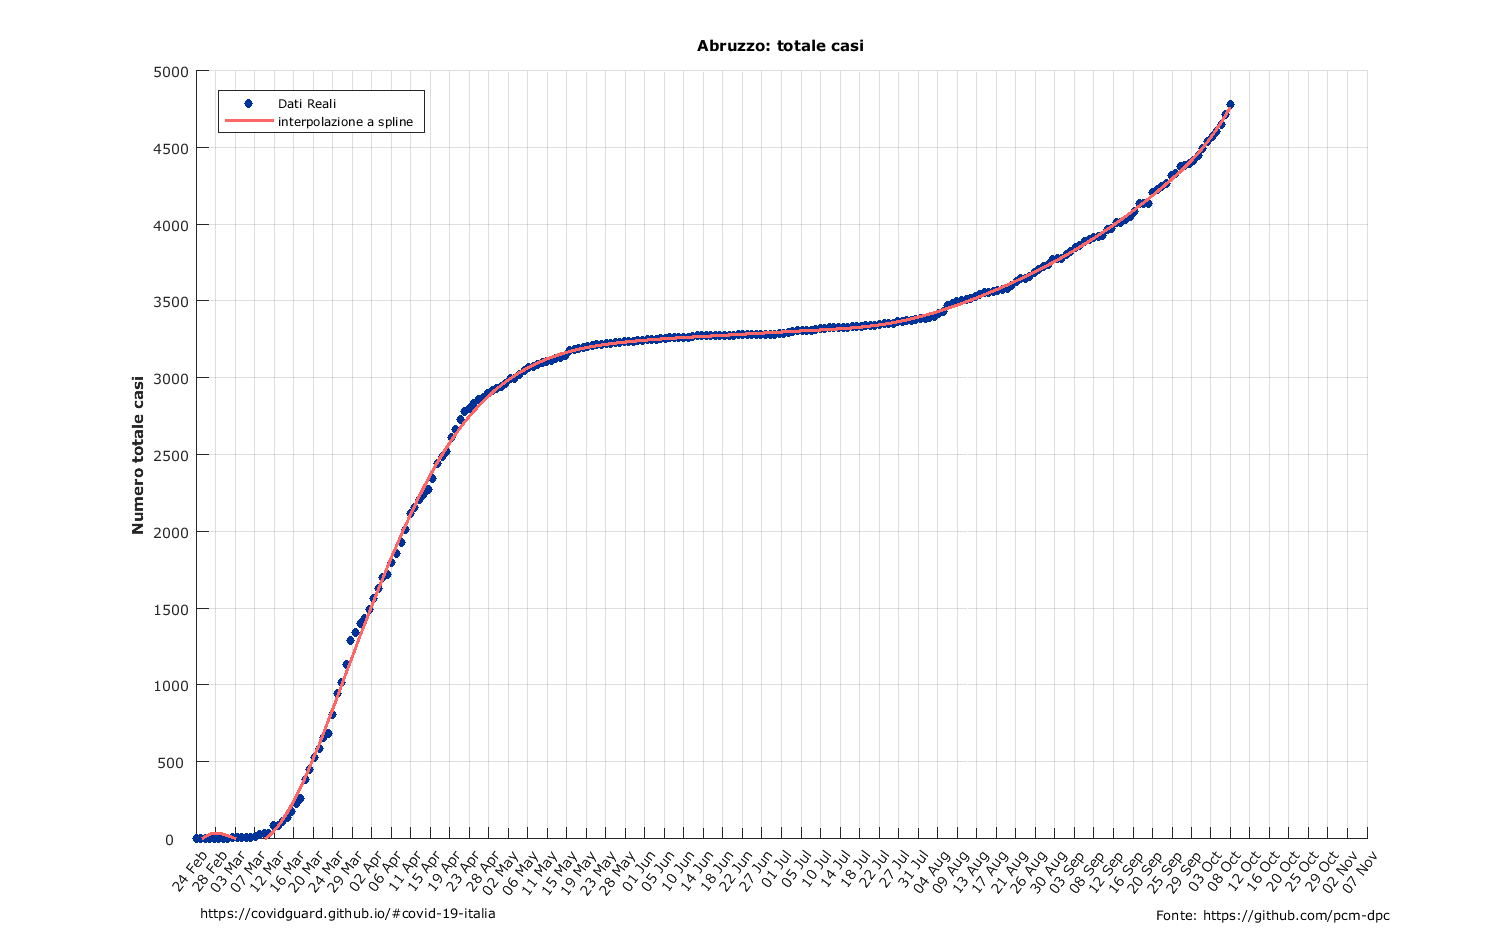 Abruzzo: totale casi
5000
4500
4000
3500
3000
2500
2000
1500
1000
500
0
Dati Reali
interpolazione a spline
Numero totale casi
24 Feb
28 Feb
03 Mar
07 Mar
12 Mar
16 Mar
20 Mar
24 Mar
29 Mar
02 Apr
06 Apr
11 Apr
15 Apr
19 Apr
23 Apr
28 Apr
02 May
06 May
11 May
15 May
19 May
23 May
28 May
01 Jun
05 Jun
10 Jun
14 Jun
18 Jun
22 Jun
27 Jun
01 Jul
05 Jul
10 Jul
14 Jul
18 Jul
22 Jul
27 Jul
31 Jul
04 Aug
09 Aug
13 Aug
17 Aug
21 Aug
26 Aug
30 Aug
03 Sep
08 Sep
12 Sep
16 Sep
20 Sep
25 Sep
29 Sep
03 Oct
08 Oct
12 Oct
16 Oct
20 Oct
25 Oct
29 Oct
02 Nov
07 Nov
https://covidguard.github.io/#covid-19-italia
Fonte: https://github.com/pcm-dpc